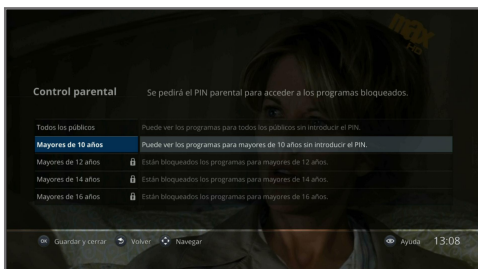 max
HD
Control parental
Se pedirá el PIN parental para acceder a los programas bloqueados.
Todos los públicos
Puede ver los programas para todos los públicos sin introducir el PIN.
Mayores de 10 años
Puede ver los programas para mayores de 10 años sin introducir el PIN.
Mayores de 12 años
Están bloqueados los programas para mayores de 12 años.
Mayores de 14 años
Están bloqueados los programas para mayores de 14 años.
Mayores de 16 años
Están bloqueados los programas para mayores de 16 años.
OK Guardar y cerrar Volver Navegar Ayuda 13:08